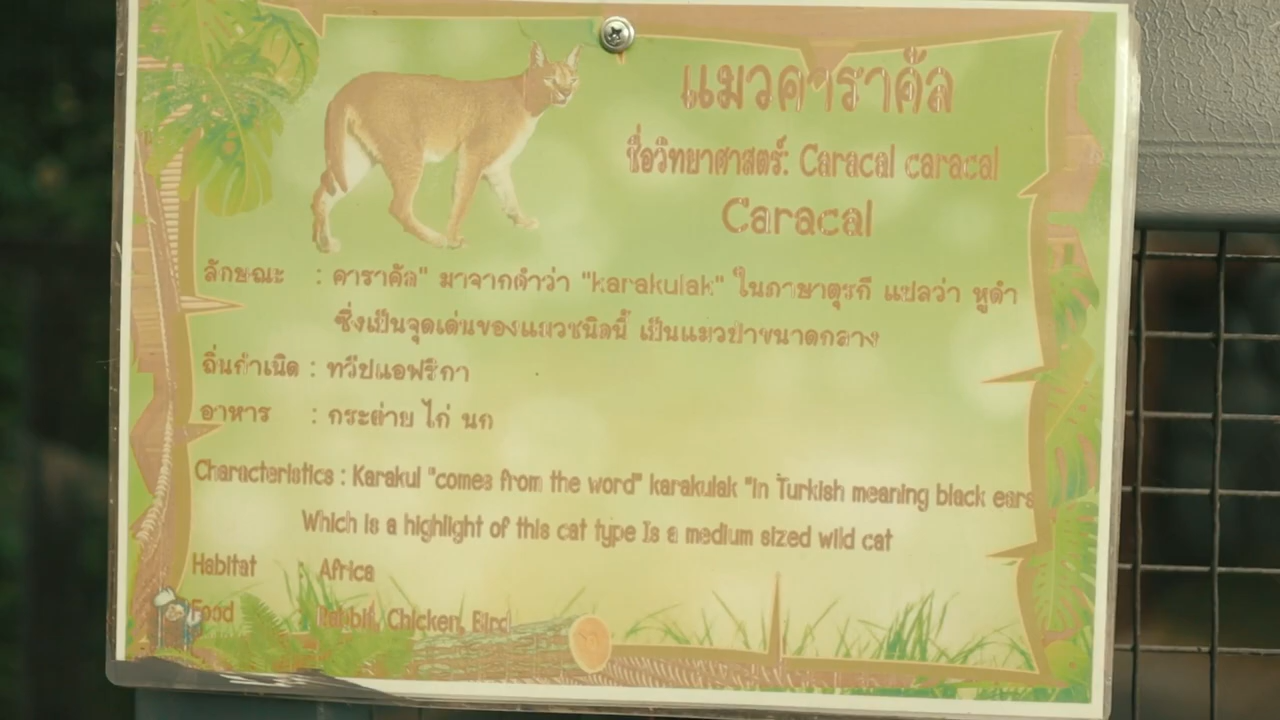 แมวคาราคัล
ชื่อวิทยาศาสตร์: Caracal caracal
Caracal
ลักษณะ : คาราคัล" มาจากคำว่า "karakulak" ในภาษาตุรกี แปลว่า หูดำ
ซึ่งเป็นจุดเด่นของแมวชนิดนี้ เป็นแมวป่าขนาดกลาง
ถิ่นกำเนิด : ทวีปแอฟริกา
อาหาร : กระต่าย ไก่ นก
Characteristics : Karakul "comes from the word" karakulak "in Turkish meaning black ears
Which is a highlight of this cat type Is a medium sized wild cat
Habitat : Africa
Food : Rabbit, Chicken, Bird